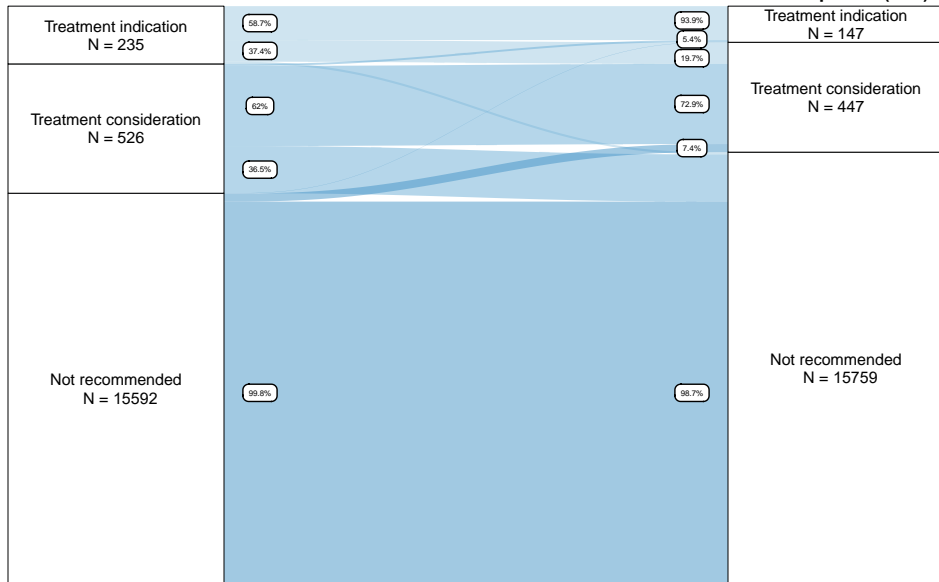 Treatment indication
N = 235
Treatment consideration
N = 526
Not recommended
N = 15592
58.7%
37.4%
62%
36.5%
99.8%
93.9%
5.4%
19.7%
72.9%
7.4%
98.7%
Treatment indication
N = 147
Treatment consideration
N = 447
Not recommended
N = 15759